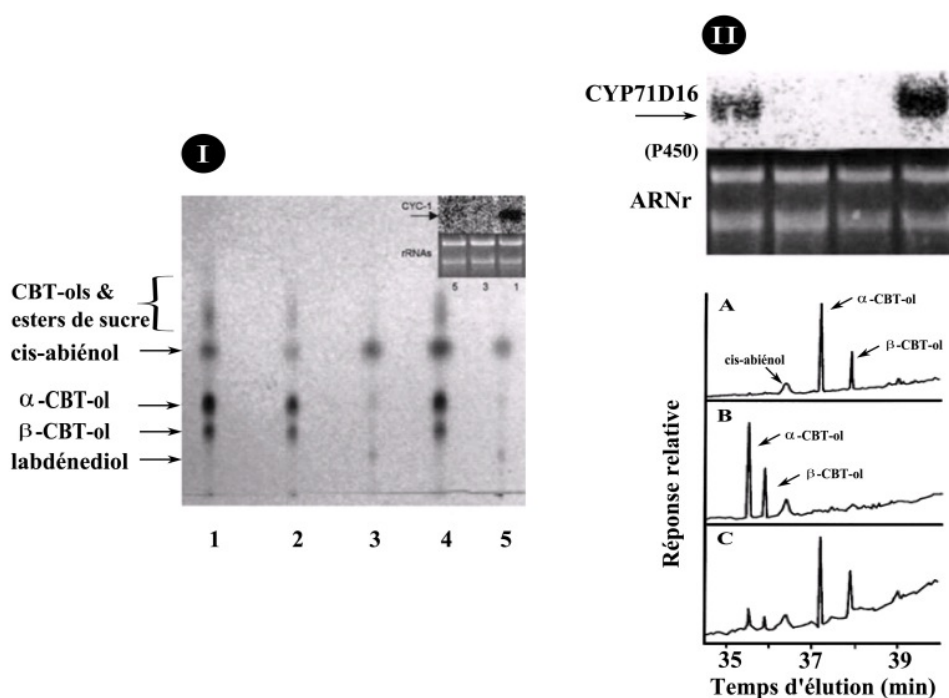 II
CYP71D16
(P450)
ARNr
I
CYC-1
rRNAs
5 3 1
CBT-ols &
esters de sucre
cis-abiénol
α-CBT-ol
β-CBT-ol
labdénediol
1 2 3 4 5
A
α-CBT-ol
β-CBT-ol
cis-abiénol
B
α-CBT-ol
β-CBT-ol
C
Réponse relative
35 37 39
Temps d'élution (min)